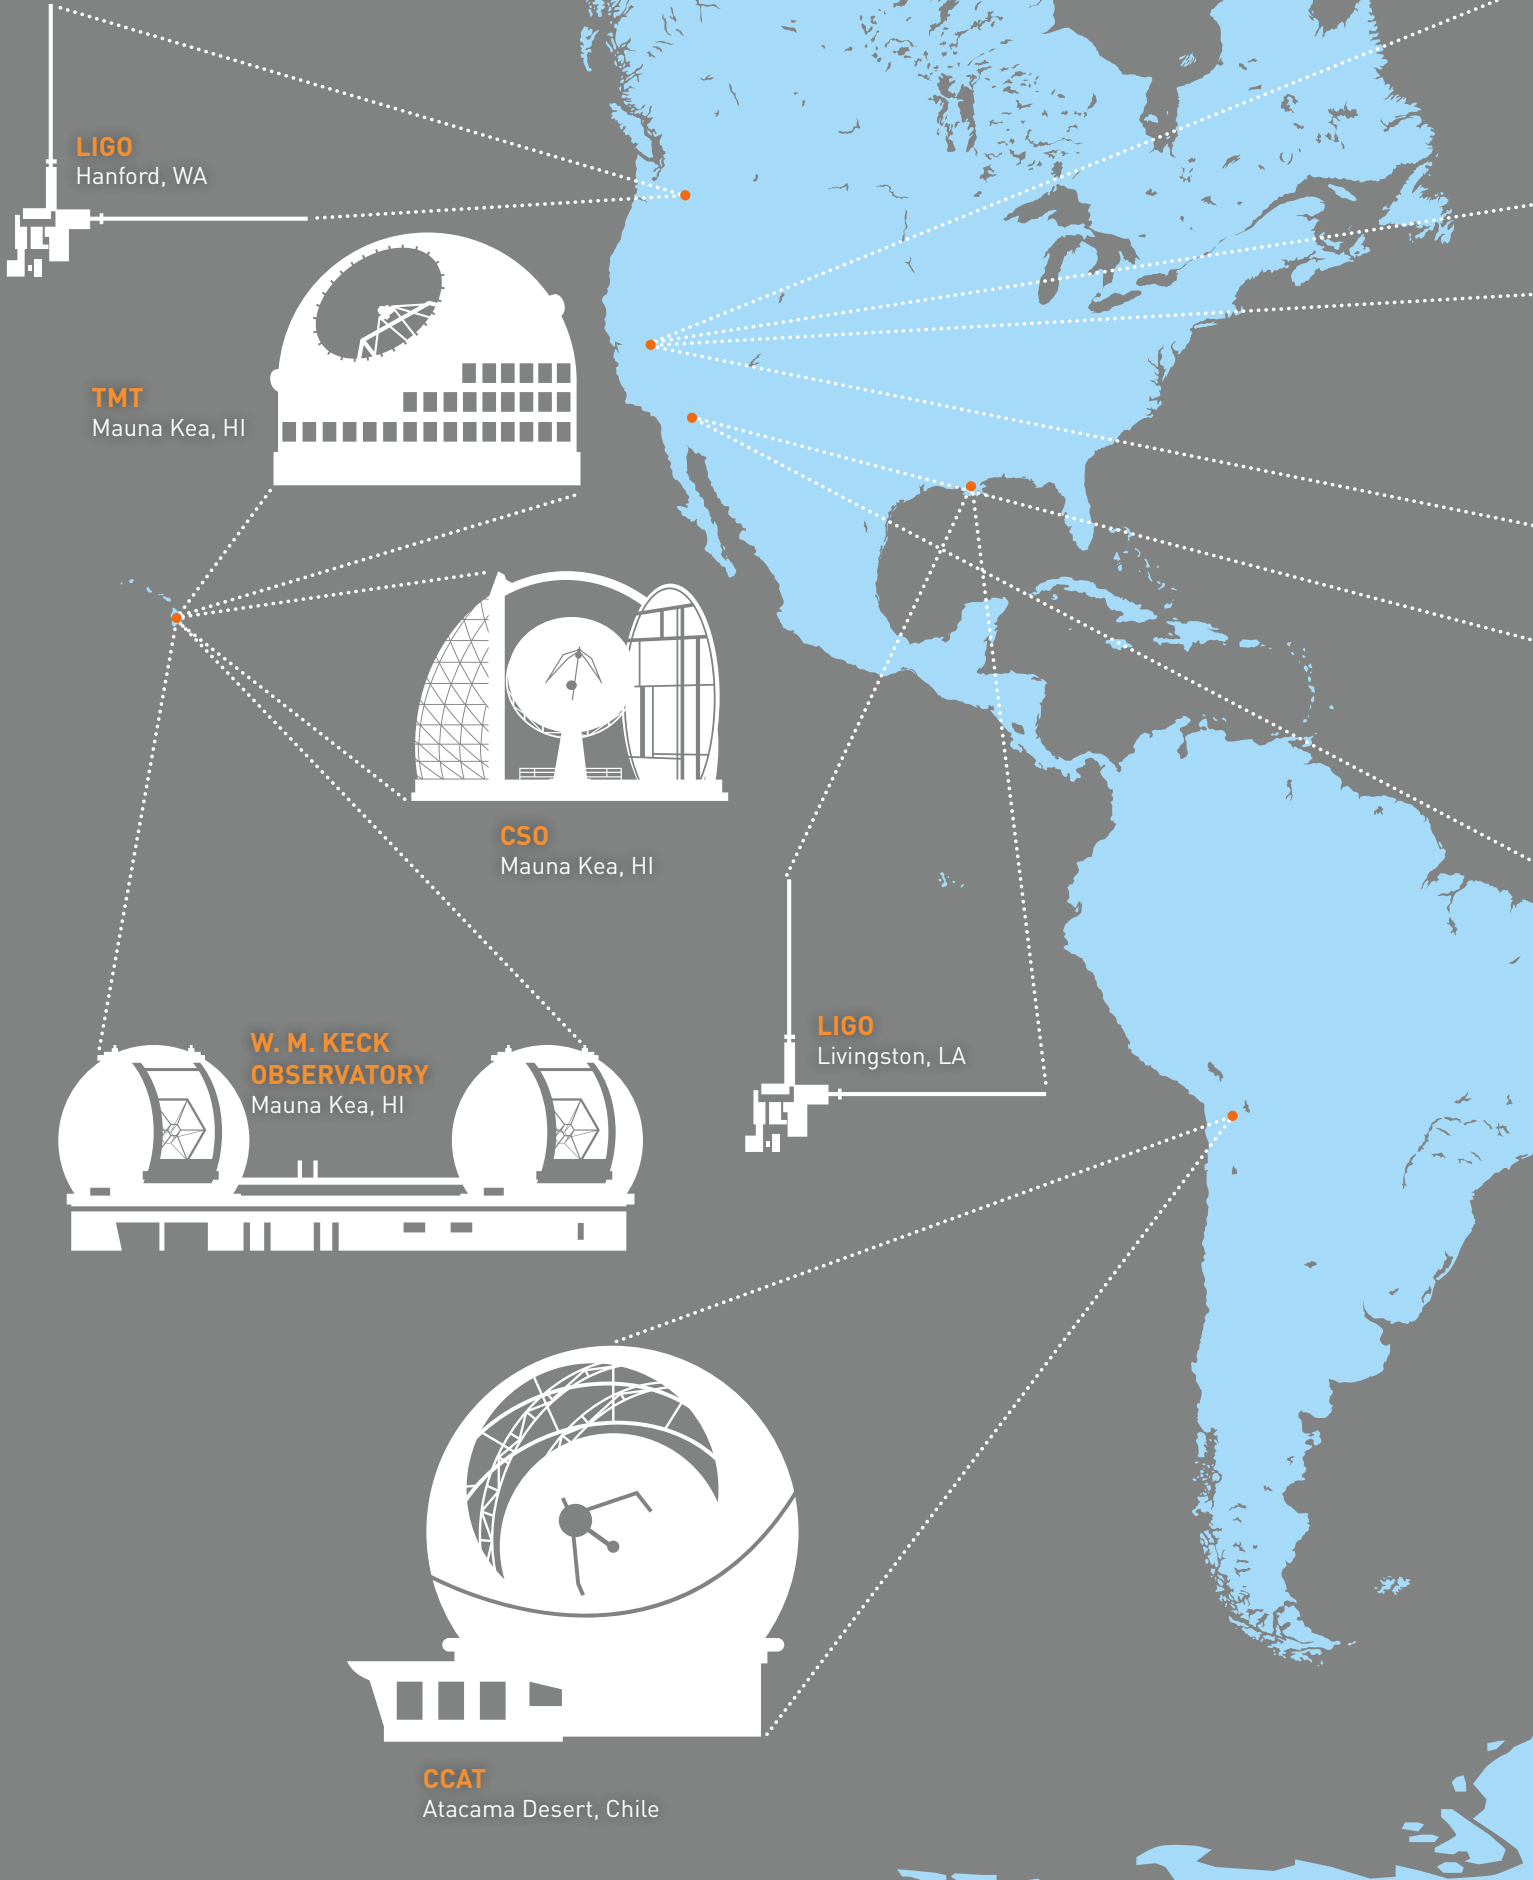 LIGO
Hanford, WA
TMT
Mauna Kea, HI
CSO
Mauna Kea, HI
LIGO
Livingston, LA
W. M. KECK
OBSERVATORY
Mauna Kea, HI
CCAT
Atacama Desert, Chile